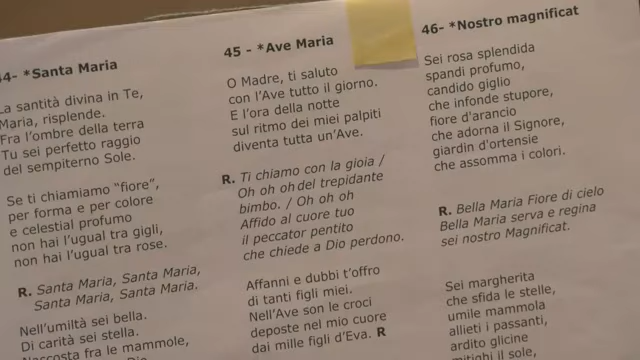 44- *Santa Maria
La santità divina in Te,
Maria, risplende.
Fra l'ombre della terra
Tu sei perfetto raggio
del sempiterno Sole.
Se ti chiamiamo “fiore”,
per forma e per colore
e celestial profumo
non hai l'ugual tra gigli,
non hai l'ugual tra rose.
R. Santa Maria, Santa Maria,
Santa Maria, Santa Maria.
Nell'umiltà sei bella.
Di carità sei stella.
Nascosta fra le mammole,
45 - *Ave Maria
O Madre, ti saluto
con l'Ave tutto il giorno.
E l'ora della notte
sul ritmo dei miei palpiti
diventa tutta un'Ave.
R. Ti chiamo con la gioia /
Oh oh oh del trepidante
bimbo. / Oh oh oh
Affido al cuore tuo
il peccator pentito
che chiede a Dio perdono.
Affanni e dubbi t'offro
di tanti figli miei.
Nell'Ave son le croci
deposte nel mio cuore
dai mille figli d'Eva. R
46- *Nostro magnificat
Sei rosa splendida
spandi profumo,
candido giglio
che infonde stupore,
fiore d'arancio
che adorna il Signore,
giardin d'ortensie
che assomma i colori.
R. Bella Maria Fiore di cielo
Bella Maria serva e regina
sei nostro Magnificat.
Sei margherita
che sfida le stelle,
umile mammola
allieti i passanti,
ardito glicine
mitighi il sole,